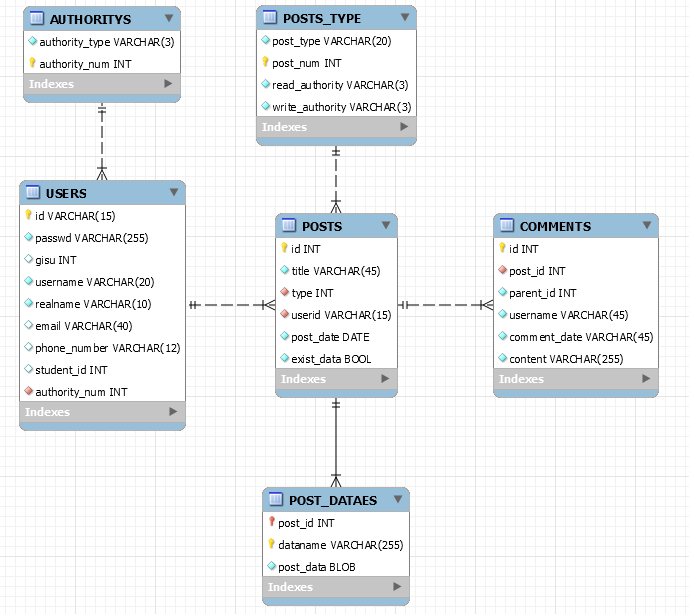 AUTHORITYS
authority_type VARCHAR(3)
authority_num INT
Indexes
POSTS_TYPE
post_type VARCHAR(20)
post_num INT
read_authority VARCHAR(3)
write_authority VARCHAR(3)
Indexes
USERS
id VARCHAR(15)
passwd VARCHAR(255)
gisu INT
username VARCHAR(20)
realname VARCHAR(10)
email VARCHAR(40)
phone_number VARCHAR(12)
student_id INT
authority_num INT
Indexes
POSTS
id INT
title VARCHAR(45)
type INT
userid VARCHAR(15)
post_date DATE
exist_data BOOL
Indexes
COMMENTS
id INT
post_id INT
parent_id INT
username VARCHAR(45)
comment_date VARCHAR(45)
content VARCHAR(255)
Indexes
POST_DATAES
post_id INT
dataname VARCHAR(255)
post_data BLOB
Indexes